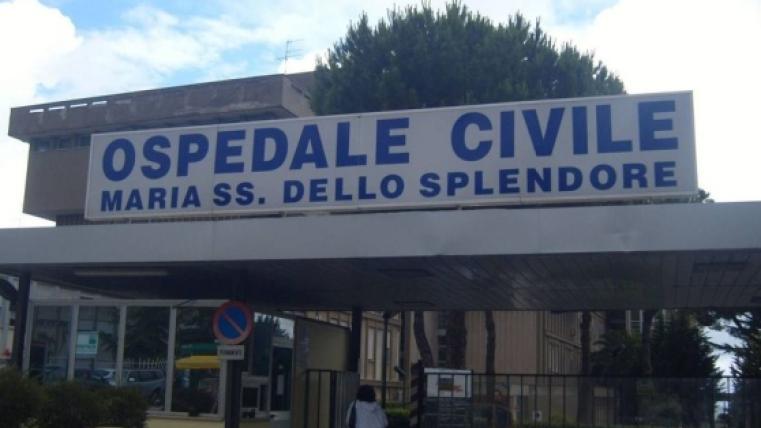 OSPEDALE CIVILE
MARIA SS. DELLO SPLENDORE